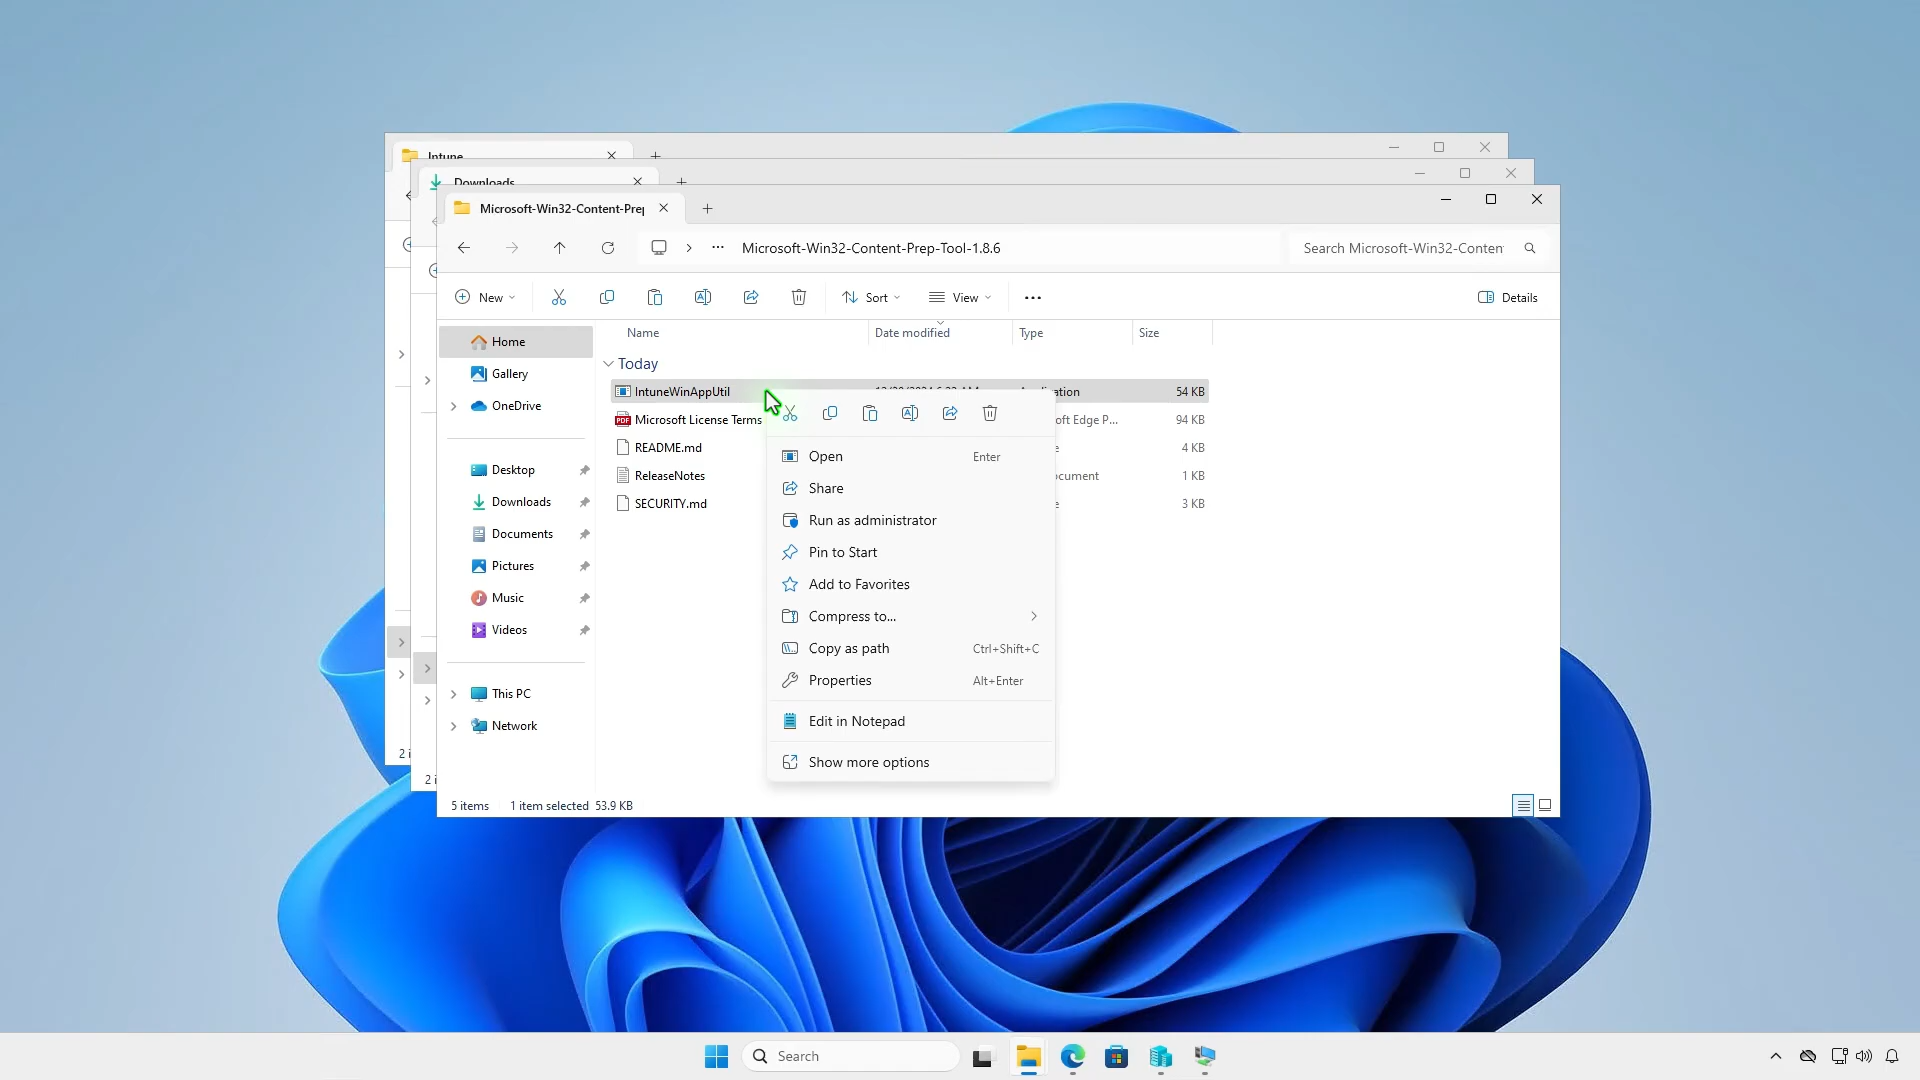 Intune
Downloads
Microsoft-Win32-Content-Prep
Microsoft-Win32-Content-Prep-Tool-1.8.6
Search Microsoft-Win32-Conten
New
Sort
View
Details
Name
Date modified
Type
Size
Home
Gallery
OneDrive
Desktop
Downloads
Documents
Pictures
Music
Videos
This PC
Network
Today
IntuneWinAppUtil
ation
54 KB
Microsoft License Terms
oft Edge P...
94 KB
README.md
e
4 KB
ReleaseNotes
ocument
1 KB
SECURITY.md
e
3 KB
Open Enter
Share
Run as administrator
Pin to Start
Add to Favorites
Compress to...
Copy as path Ctrl+Shift+C
Properties Alt+Enter
Edit in Notepad
Show more options
2 i
2 i
5 items 1 item selected 53.9 KB
Search